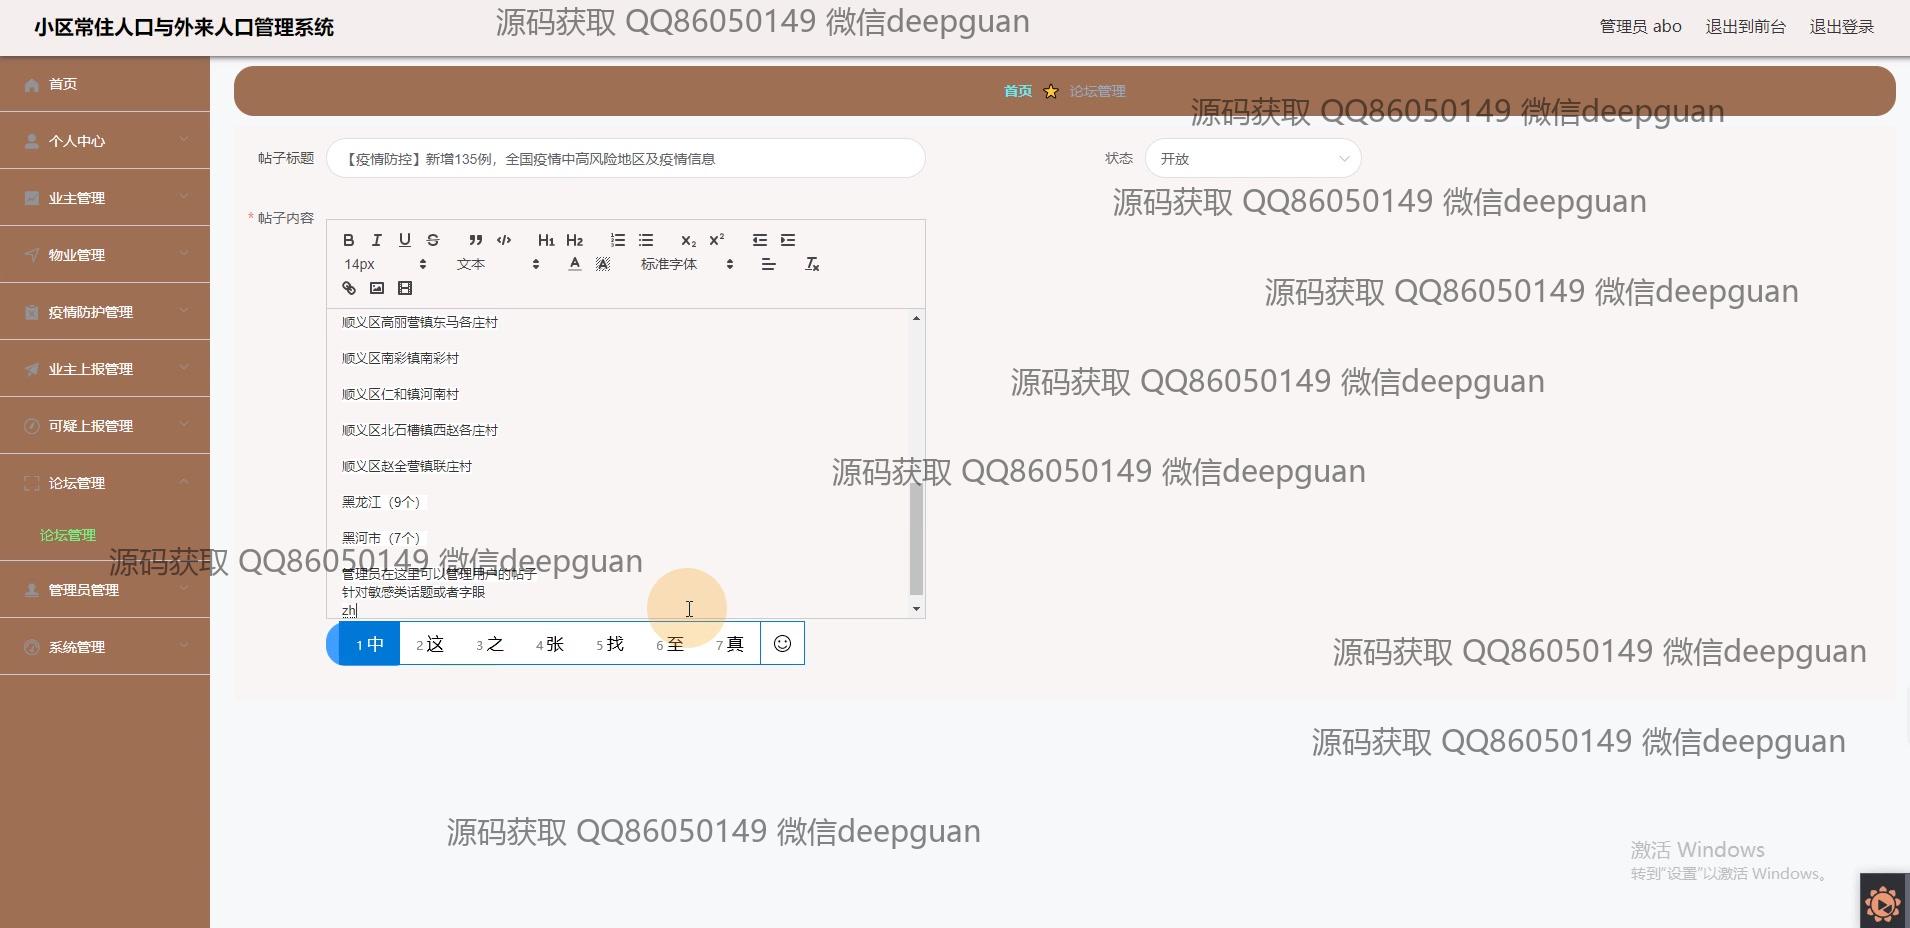 小区常住人口与外来人口管理系统
源码获取 QQ86050149 微信deepguan
管理员 abo 退出到前台 退出登录
首页
个人中心
业主管理
物业管理
疫情防护管理
业主上报管理
可疑上报管理
论坛管理
论坛管理
管理员管理
系统管理
首页 论坛管理
源码获取 QQ86050149 微信deepguan
帖子标题 【疫情防控】新增135例，全国疫情中高风险地区及疫情信息
状态 开放
源码获取 QQ86050149 微信deepguan
* 帖子内容
B I U S H1 H2 x2 x2
14px 文本 A A 标准字体 Tx
源码获取 QQ86050149 微信deepguan
顺义区高丽营镇东马各庄村
顺义区南彩镇南彩村
源码获取 QQ86050149 微信deepguan
顺义区仁和镇河南村
顺义区北石槽镇西赵各庄村
顺义区赵全营镇联庄村
源码获取 QQ86050149 微信deepguan
黑龙江（9个）
黑河市（7个）
源码获取 QQ86050149 微信deepguan
管理员在这里可以管理用户的帖子
针对敏感类话题或者字眼
zh
1 中 2 这 3 之 4 张 5 找 6 至 7 真
源码获取 QQ86050149 微信deepguan
源码获取 QQ86050149 微信deepguan
源码获取 QQ86050149 微信deepguan
激活 Windows
转到"设置"以激活 Windows。